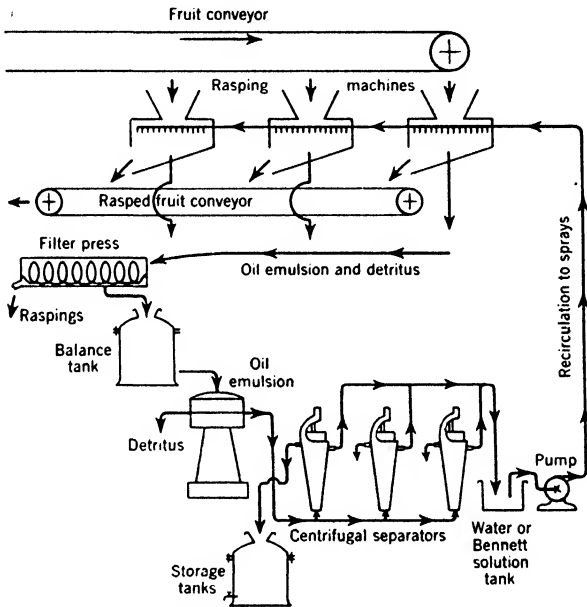 Fruit conveyor
Rasping machines
Rasped fruit conveyor
Filter press
Oil emulsion and detritus
Raspings
Balance
tank
Oil
emulsion
Detritus
Recirculation to sprays
Pump
Centrifugal separators
Water or
Bennett
solution
tank
Storage
tanks